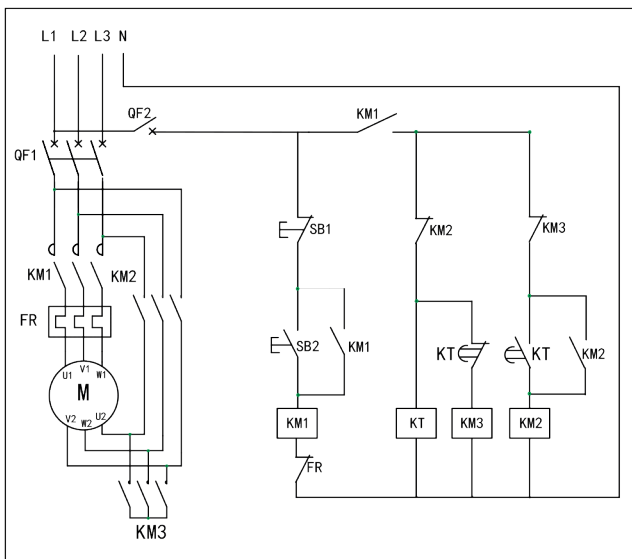 L1 L2 L3 N
QF2
KM1
QF1
SB1
KM2
KM3
KM1
KM2
FR
SB2
KM1
KT
KT
KM2
U1
V1
W1
M
V2
W2
U2
KM1
KT
KM3
KM2
FR
KM3